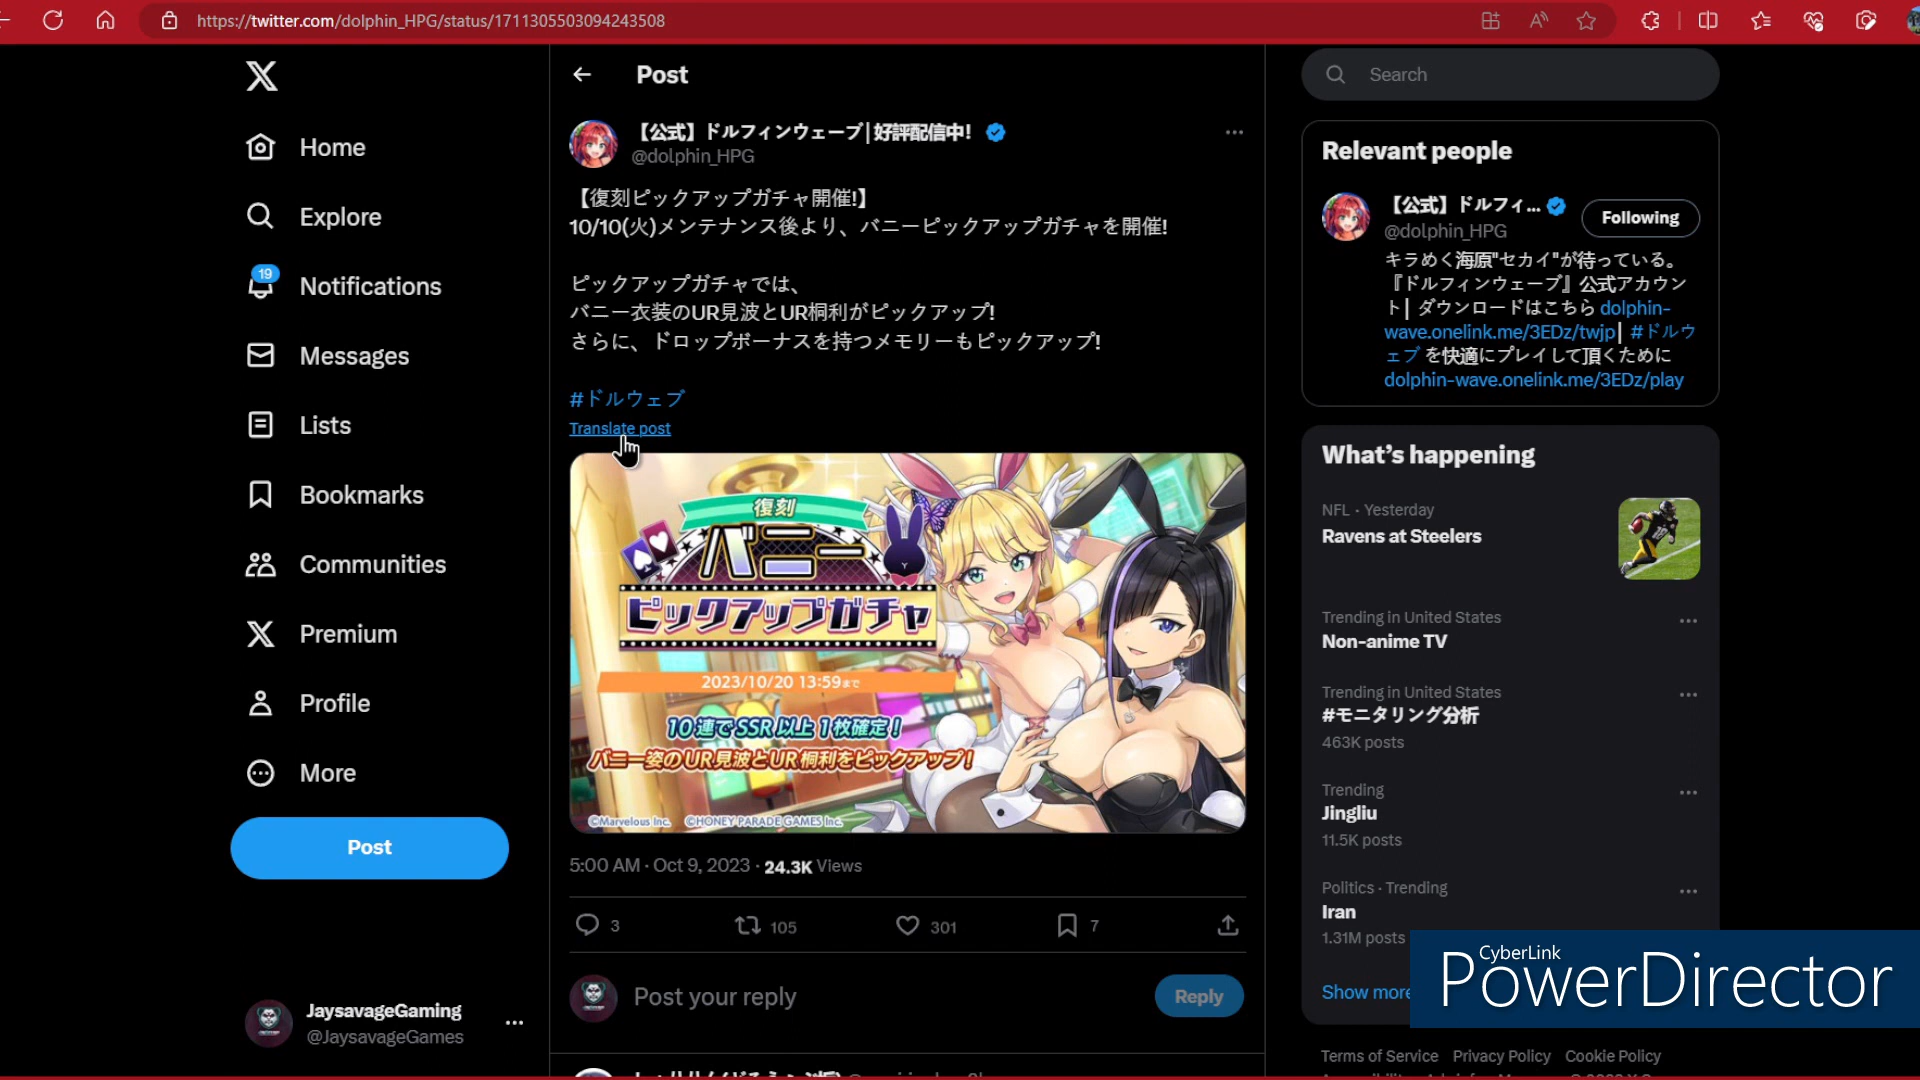 https://twitter.com/dolphin_HPG/status/1711305503094243508
Home
Explore
19
Notifications
Messages
Lists
Bookmarks
Communities
Premium
Profile
More
Post
JaysavageGaming
@JaysavageGames
Post
【公式】ドルフィンウェーブ|好評配信中!
@dolphin_HPG
【復刻ピックアップガチャ開催!】
10/10(火)メンテナンス後より、バニーピックアップガチャを開催!
ピックアップガチャでは、
バニー衣装のUR見波とUR桐利がピックアップ!
さらに、ドロップボーナスを持つメモリーもピックアップ!
#ドルウェブ
Translate post
復刻
バニー
ピックアップガチャ
2023/10/20 13:59まで
10連でSSR以上1枚確定!
バニー姿のUR見波とUR桐利をピックアップ!
©Marvelous Inc. ©HONEY PARADE GAMES Inc.
5:00 AM · Oct 9, 2023 · 24.3K Views
3
105
301
7
Post your reply
Reply
Search
Relevant people
【公式】ドルフィ...
Following
@dolphin_HPG
キラめく海原"セカイ"が待っている。
『ドルフィンウェーブ』公式アカウン
ト| ダウンロードはこちら dolphin-
wave.onelink.me/3EDz/twjp| #ドルウ
ェブ を快適にプレイして頂くために
dolphin-wave.onelink.me/3EDz/play
What's happening
NFL · Yesterday
Ravens at Steelers
Trending in United States
Non-anime TV
Trending in United States
#モニタリング分析
463K posts
Trending
Jingliu
11.5K posts
Politics · Trending
Iran
1.31M posts
Show more
CyberLink
PowerDirector
Terms of Service Privacy Policy Cookie Policy